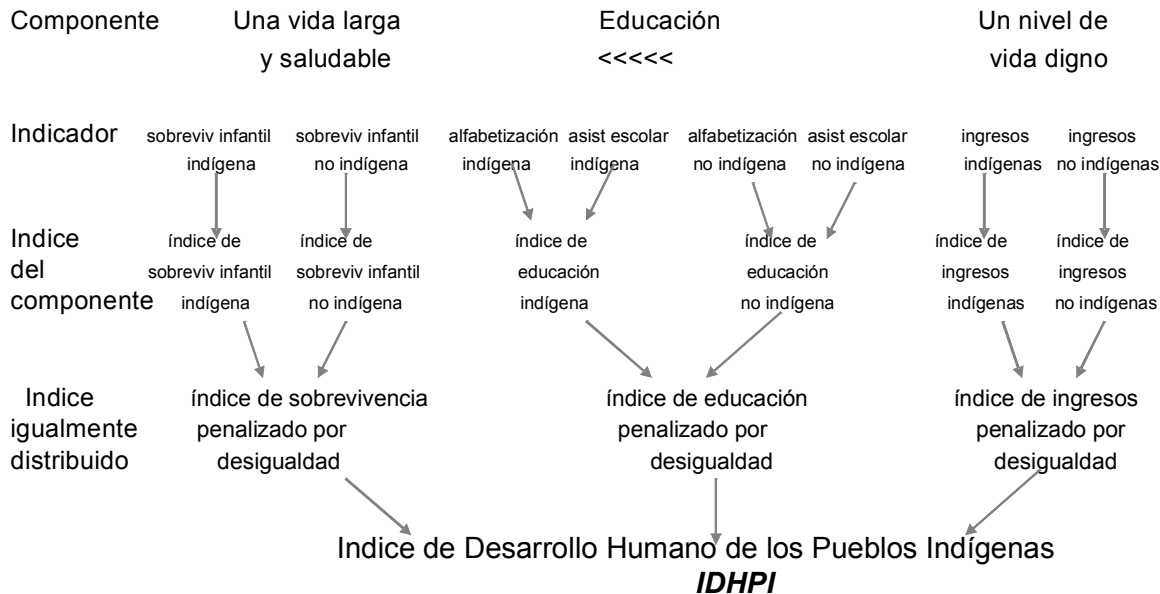 Componente Una vida larga Educación Un nivel de
y saludable <<<<< vida digno
Indicador sobreviv infantil sobreviv infantil alfabetización asist escolar alfabetización asist escolar ingresos ingresos
indígena no indígena indígena indígena no indígena no indígena indígenas no indígenas
Indice índice de índice de índice de índice de índice de índice de
del sobreviv infantil sobreviv infantil educación educación ingresos ingresos
componente indígena no indígena indígena no indígena indígenas no indígenas
Indice índice de sobrevivencia índice de educación índice de ingresos
igualmente penalizado por penalizado por penalizado por
distribuido desigualdad desigualdad desigualdad
Indice de Desarrollo Humano de los Pueblos Indígenas
IDHPI